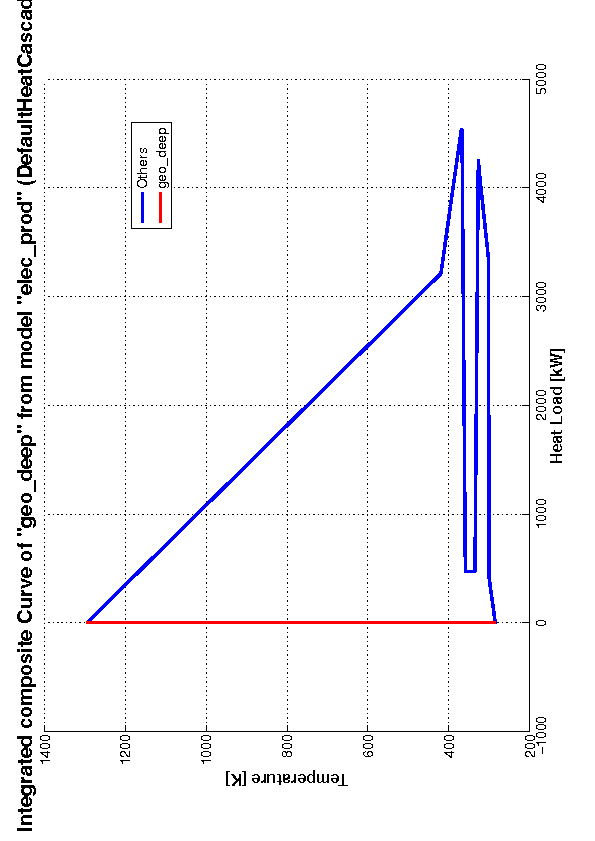 Integrated composite Curve of "geo_deep" from model "elec_prod" (DefaultHeatCascad
Others
geo_deep
1400
1200
1000
800
600
400
200
Temperature [K]
-1000
0
1000
2000
3000
4000
5000
Heat Load [kW]